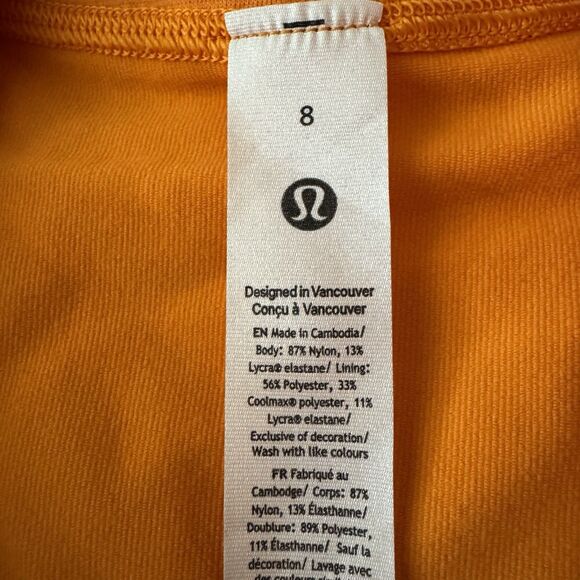 8
Designed in Vancouver
Conçu à Vancouver
EN Made in Cambodia/
Body: 87% Nylon, 13%
Lycra® elastane/ Lining:
56% Polyester, 33%
Coolmax® polyester, 11%
Lycra® elastane/
Exclusive of decoration/
Wash with like colours
FR Fabriqué au
Cambodge/ Corps: 87%
Nylon, 13% Élasthanne/
Doublure: 89% Polyester,
11% Élasthanne/ Sauf la
décoration/ Lavage avec
des couleurs